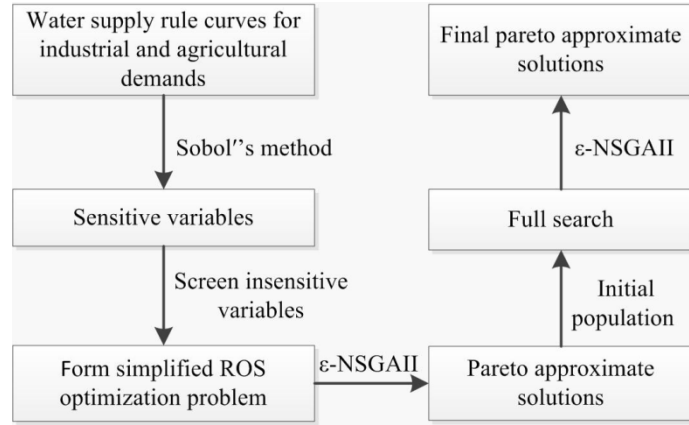 Water supply rule curves for
industrial and agricultural
demands
Sobol′'s method
Sensitive variables
Screen insensitive
variables
Form simplified ROS
optimization problem
ε-NSGAII
Pareto approximate
solutions
Initial
population
Full search
ε-NSGAII
Final pareto approximate
solutions